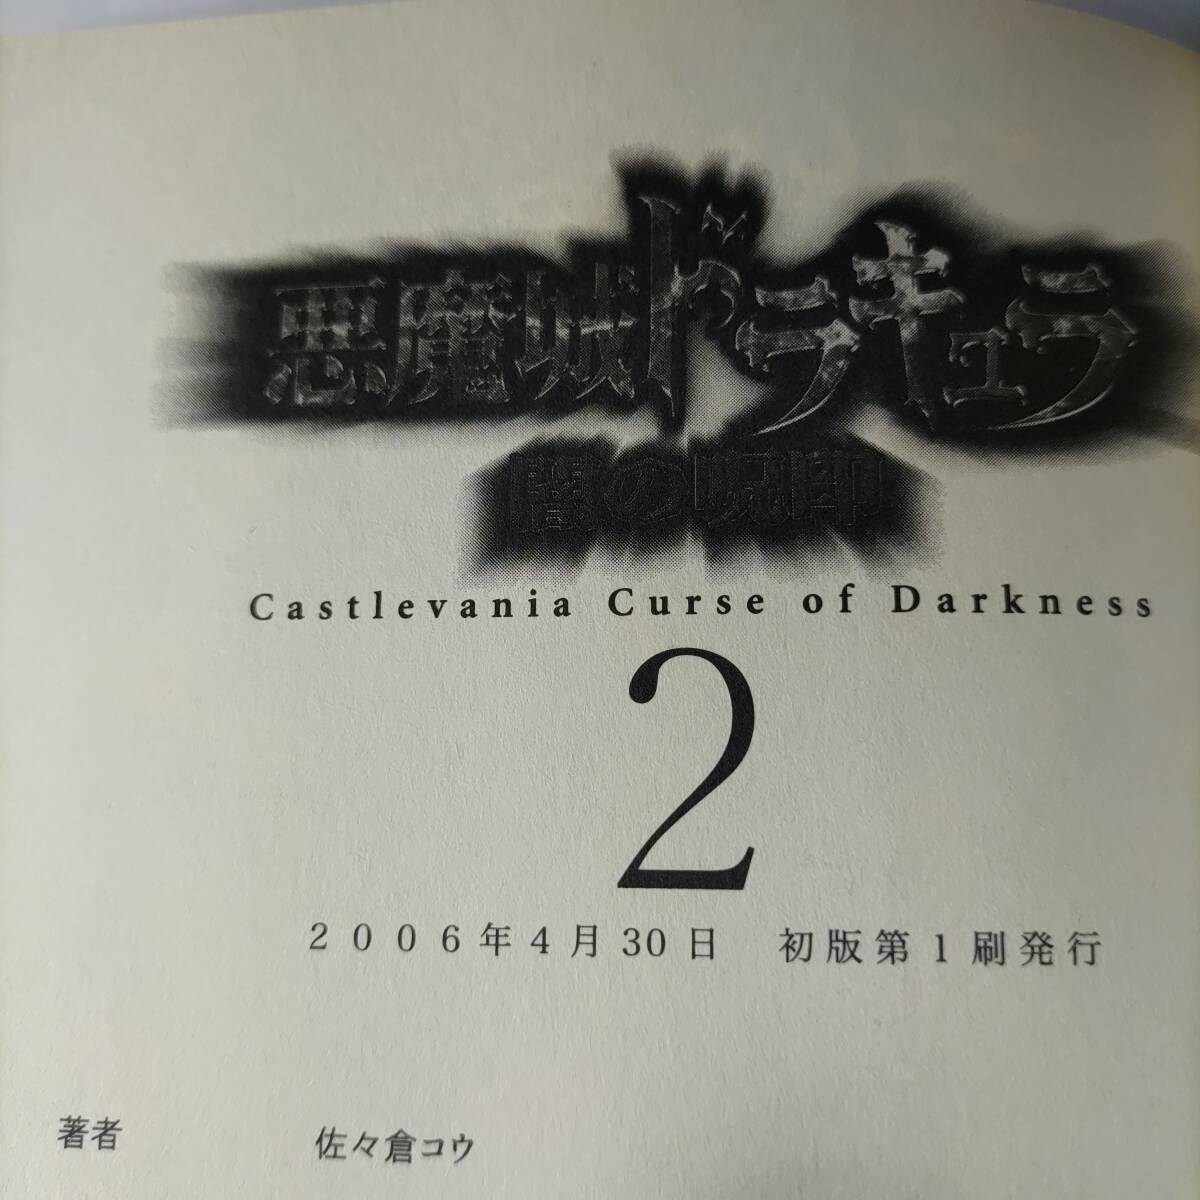 悪魔城ドラキュラ
闇の呪印
Castlevania Curse of Darkness
2
2006年4月30日　初版第1刷発行
著者　佐々倉コウ